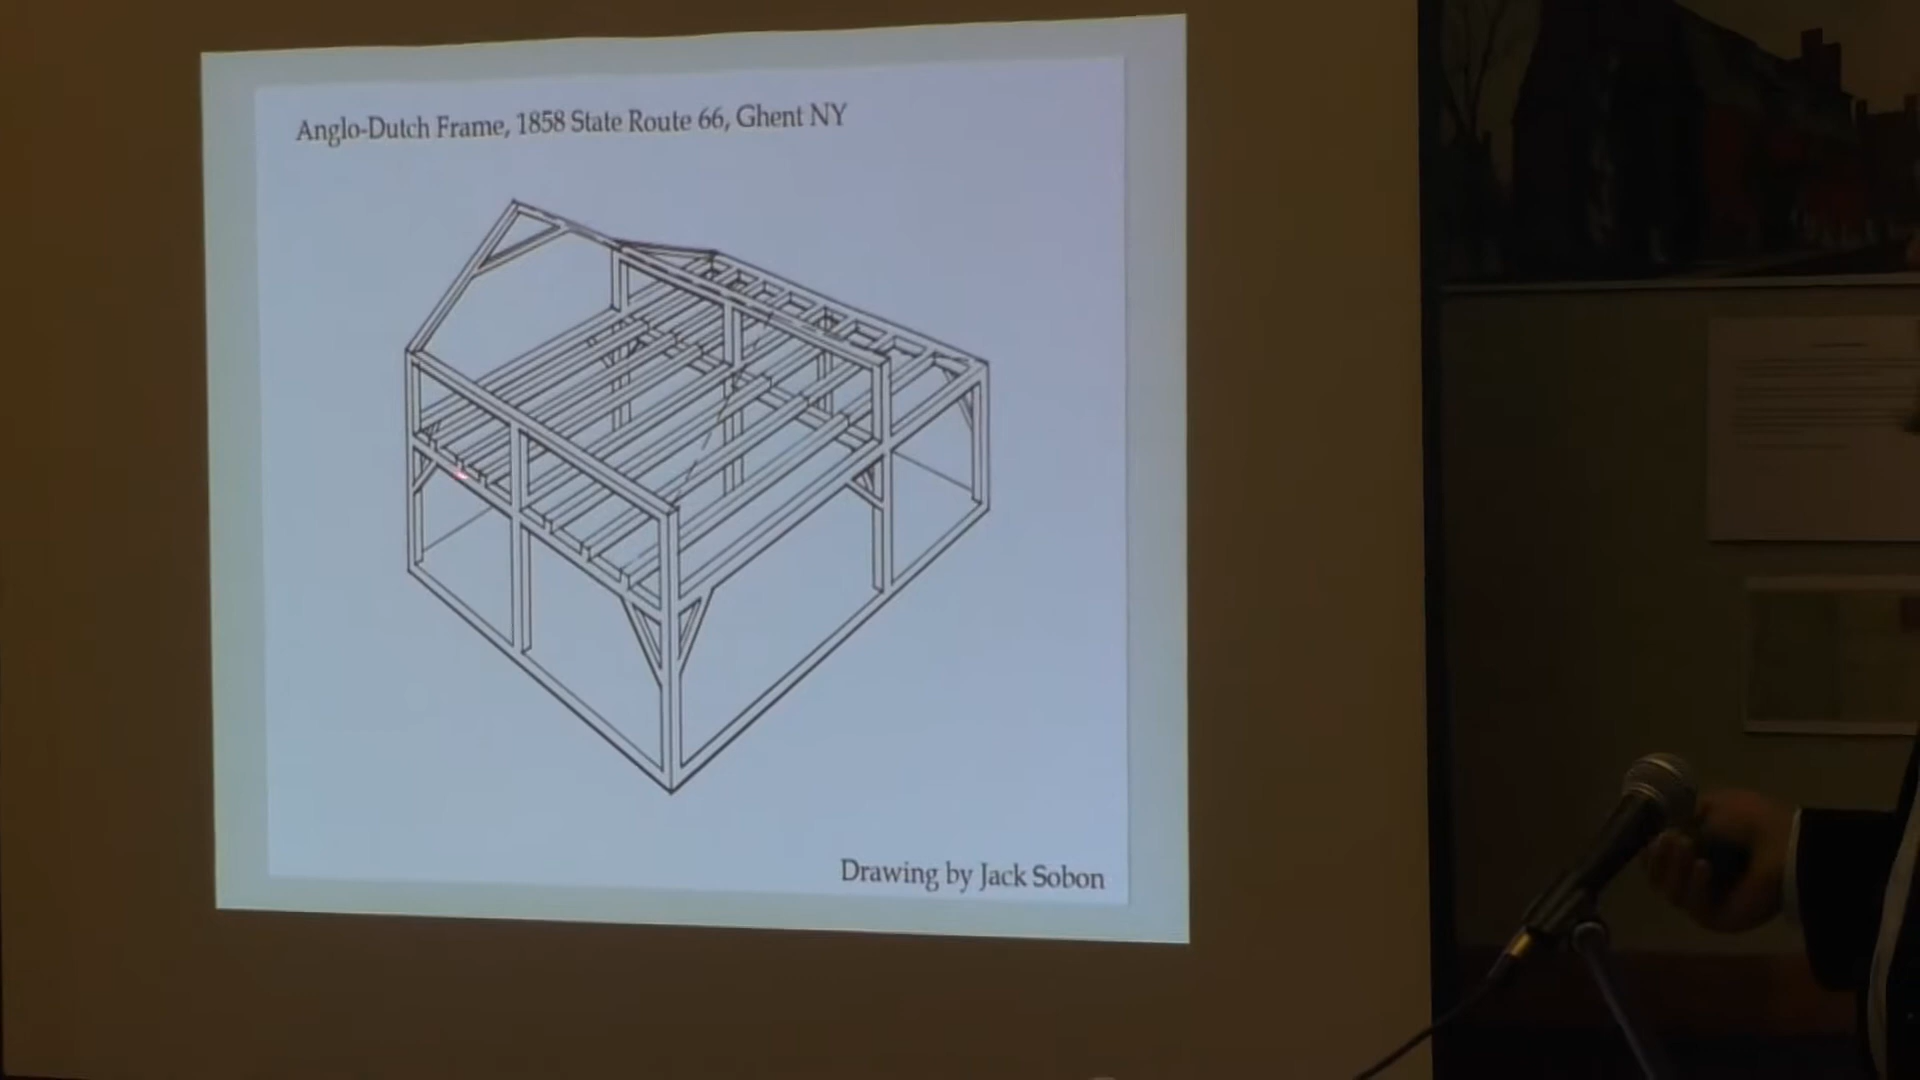 Anglo-Dutch Frame, 1858 State Route 66, Ghent NY
Drawing by Jack Sobon